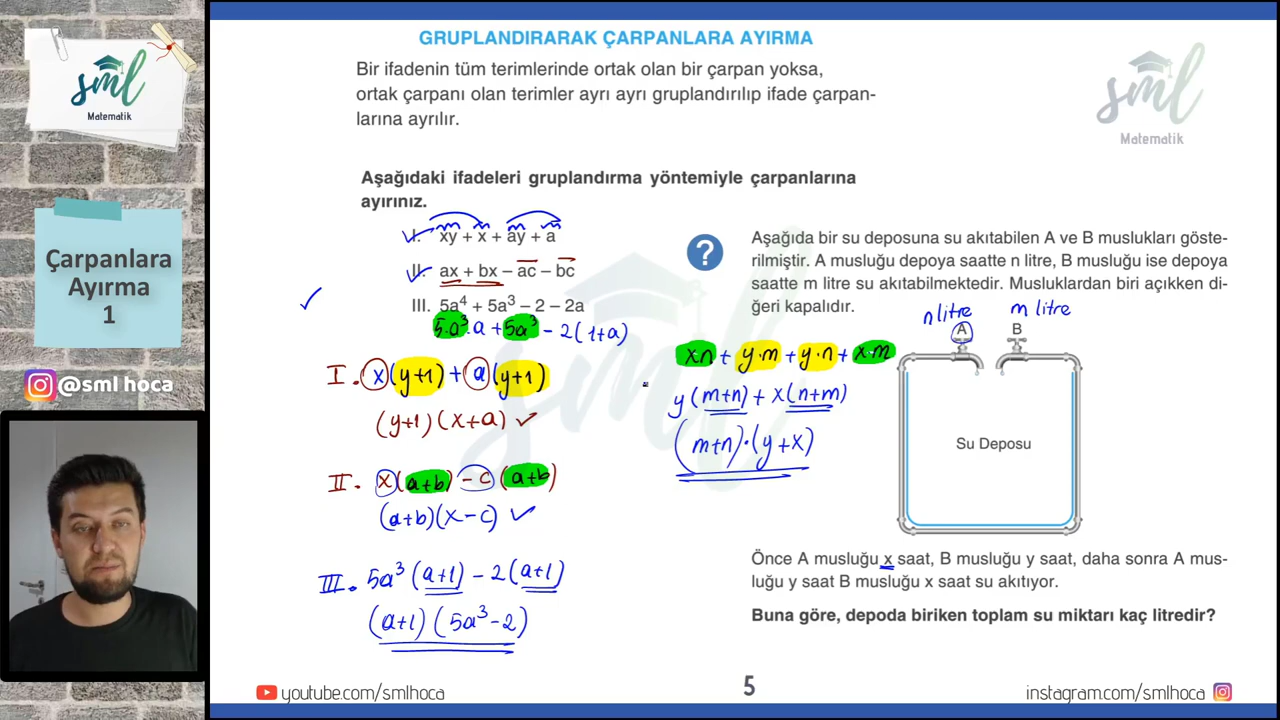 sml
Matematik
Çarpanlara
Ayırma
1
@sml hoca
GRUPLANDIRARAK ÇARPANLARA AYIRMA
Bir ifadenin tüm terimlerinde ortak olan bir çarpan yoksa,
ortak çarpanı olan terimler ayrı ayrı gruplandırılıp ifade çarpan-
larına ayrılır.
sml
Matematik
Aşağıdaki ifadeleri gruplandırma yöntemiyle çarpanlarına
ayırınız.
I. xy + x + ay + a
II. ax + bx – ac – bc
III. 5a⁴ + 5a³ – 2 – 2a
5.a³.a + 5a³ - 2(1+a)
I. x(y+1) + a(y+1)
(y+1)(x+a)
II. x(a+b) - c(a+b)
(a+b)(x-c)
III. 5a³(a+1) - 2(a+1)
(a+1)(5a³-2)
? Aşağıda bir su deposuna su akıtabilen A ve B muslukları göste-
rilmiştir. A musluğu depoya saatte n litre, B musluğu ise depoya
saatte m litre su akıtabilmektedir. Musluklardan biri açıkken di-
ğeri kapalıdır.
n litre m litre
A B
x.n + y.m + y.n + x.m
y(m+n) + x(n+m)
(m+n).(y+x)
Su Deposu
Önce A musluğu x saat, B musluğu y saat, daha sonra A mus-
luğu y saat B musluğu x saat su akıtıyor.
Buna göre, depoda biriken toplam su miktarı kaç litredir?
youtube.com/smlhoca
5
instagram.com/smlhoca